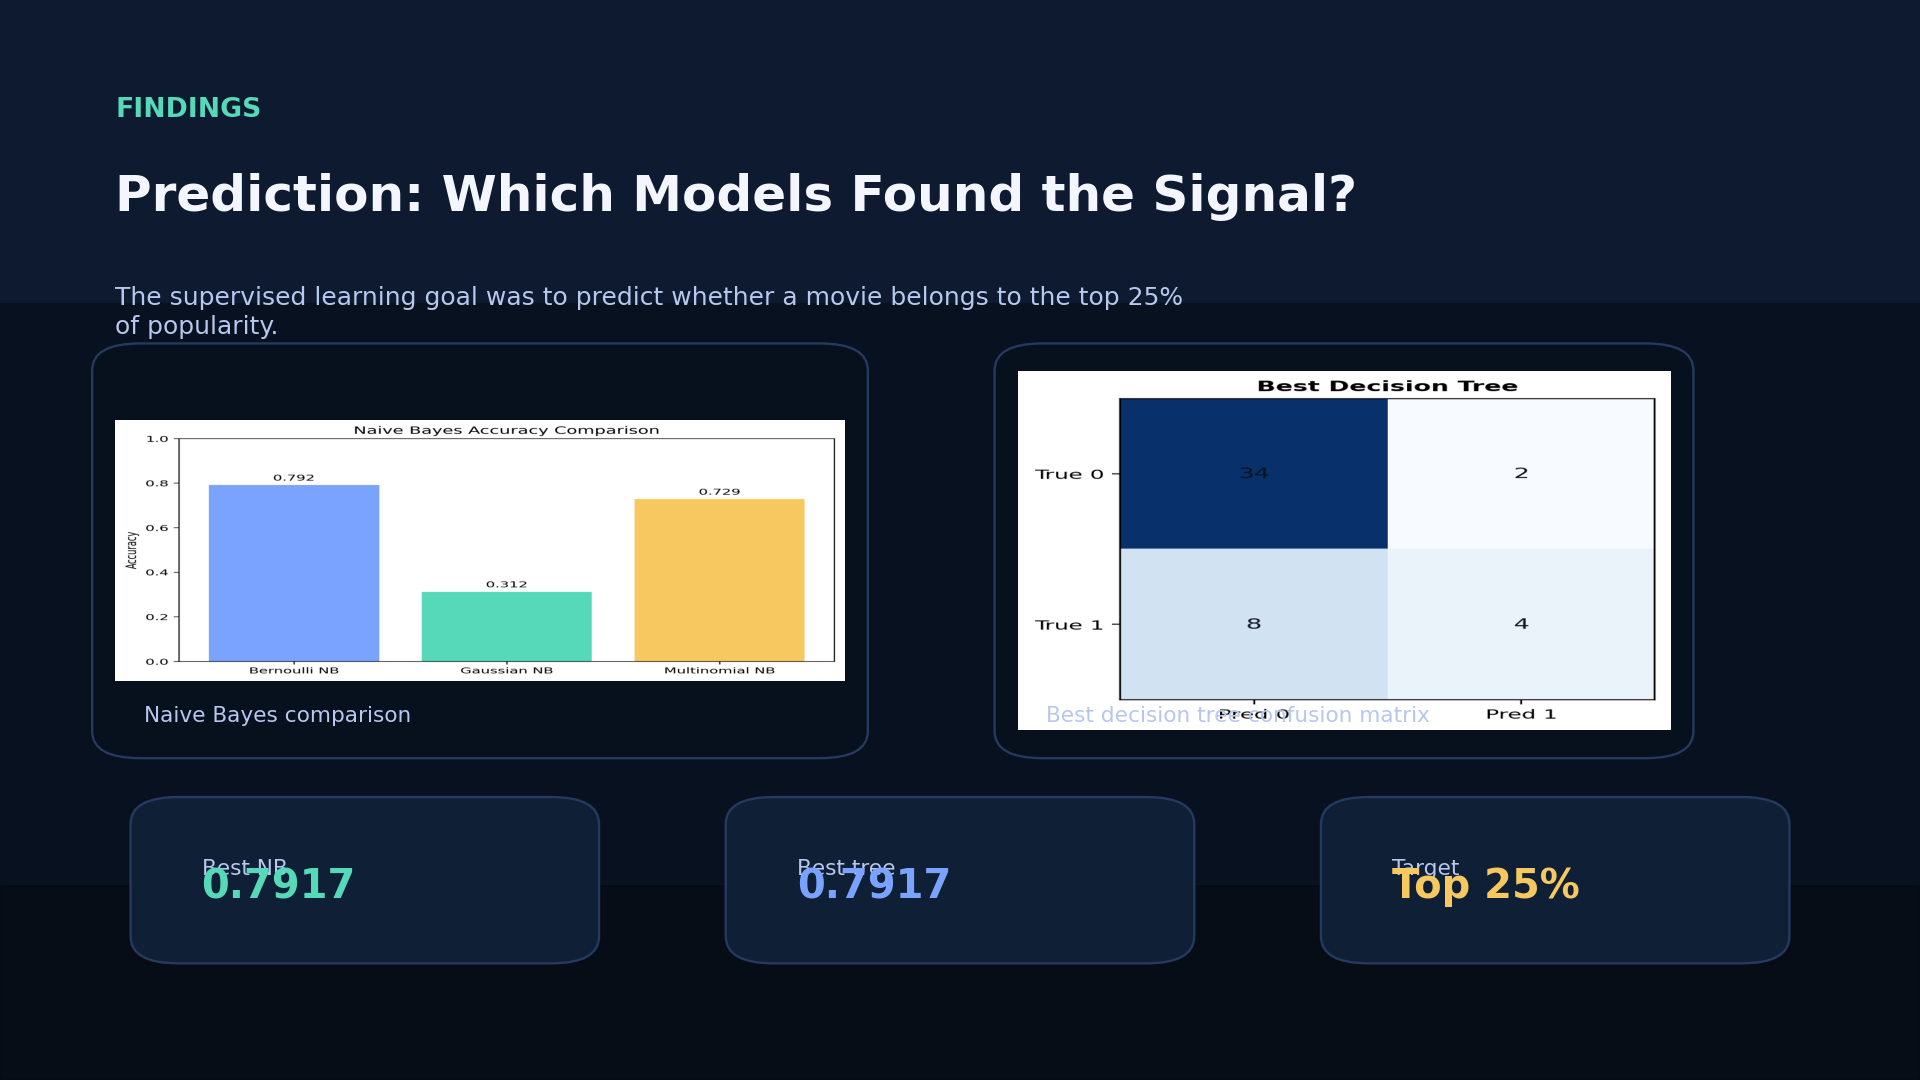 FINDINGS
Prediction: Which Models Found the Signal?
The supervised learning goal was to predict whether a movie belongs to the top 25%
of popularity.
Naive Bayes Accuracy Comparison
Accuracy
1.0
0.8
0.6
0.4
0.2
0.0
0.792
0.312
0.729
Bernoulli NB
Gaussian NB
Multinomial NB
Naive Bayes comparison
Best Decision Tree
True 0
34
2
True 1
8
4
Pred 0
Pred 1
Best decision tree confusion matrix
Best NB
0.7917
Best tree
0.7917
Target
Top 25%